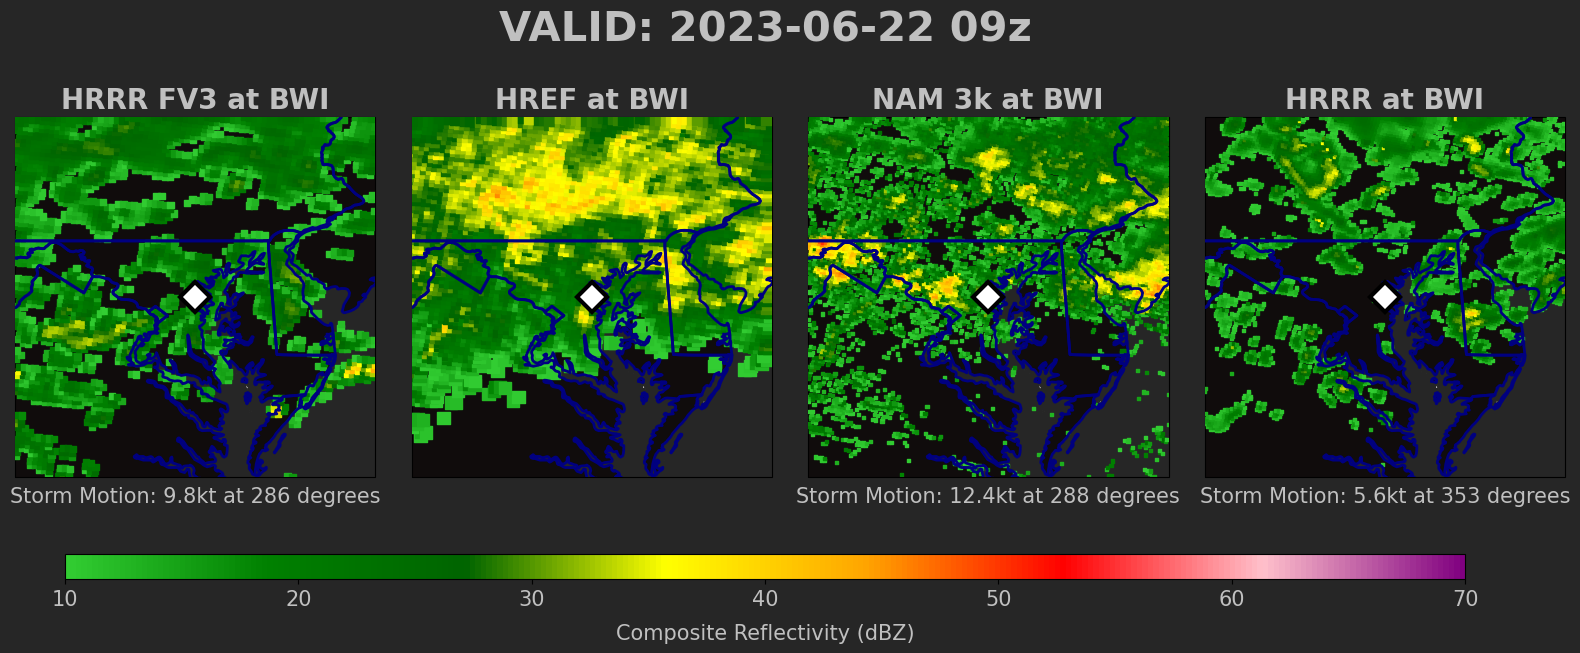 VALID: 2023-06-22 09z
HRRR FV3 at BWI
HREF at BWI
NAM 3k at BWI
HRRR at BWI
Storm Motion: 9.8kt at 286 degrees
Storm Motion: 12.4kt at 288 degrees
Storm Motion: 5.6kt at 353 degrees
10 20 30 40 50 60 70
Composite Reflectivity (dBZ)